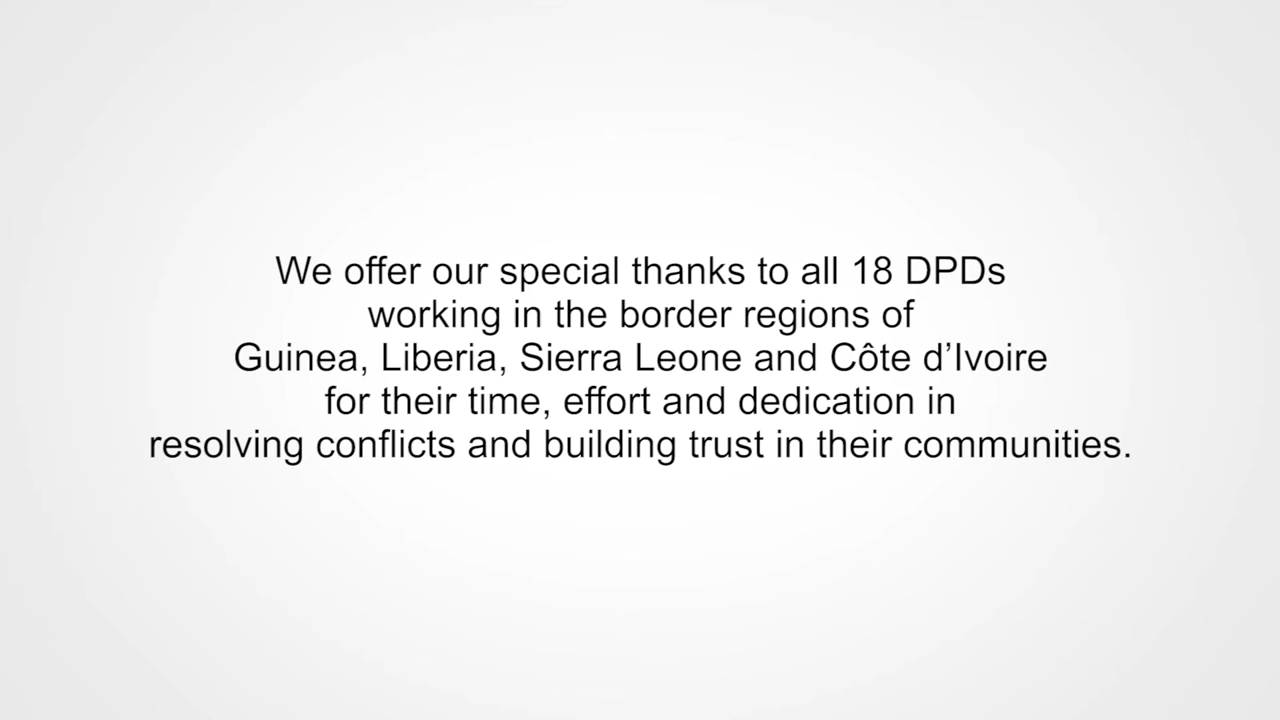 We offer our special thanks to all 18 DPDs
working in the border regions of
Guinea, Liberia, Sierra Leone and Côte d’Ivoire
for their time, effort and dedication in
resolving conflicts and building trust in their communities.